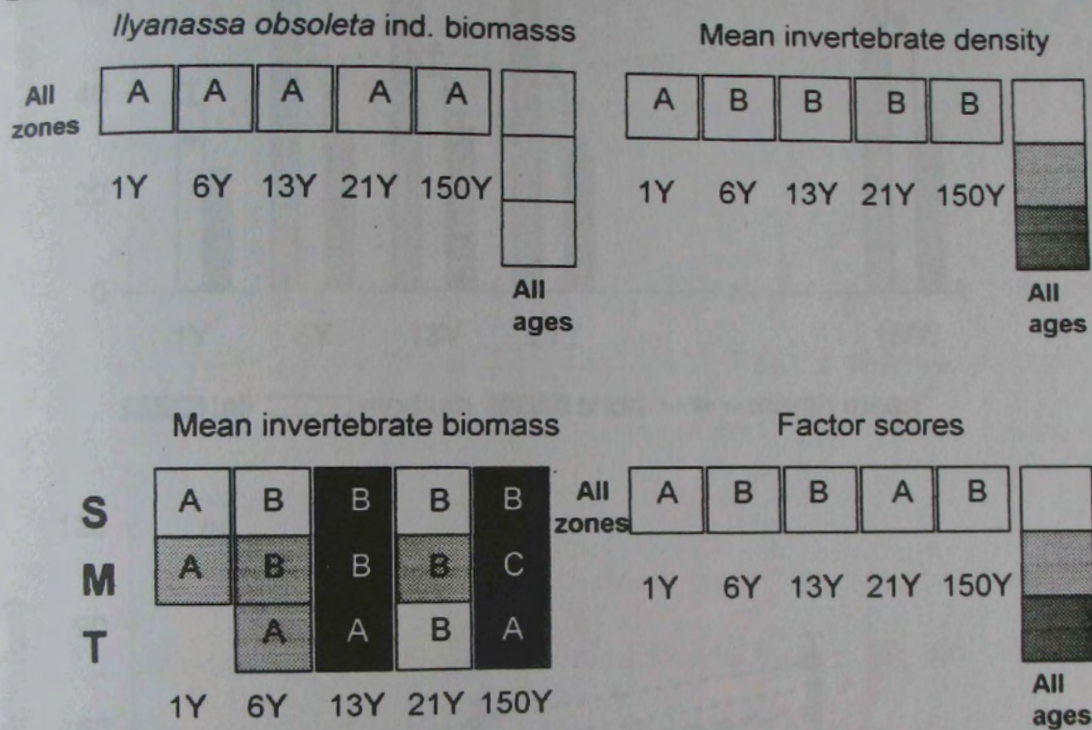 Ilyanassa obsoleta ind. biomasss
All zones
A A A A A
1Y 6Y 13Y 21Y 150Y
All ages
Mean invertebrate density
A B B B B
1Y 6Y 13Y 21Y 150Y
All ages
Mean invertebrate biomass
S A B B B B
M A B B B C
T A A B A
1Y 6Y 13Y 21Y 150Y
Factor scores
All zones
A B B A B
1Y 6Y 13Y 21Y 150Y
All ages